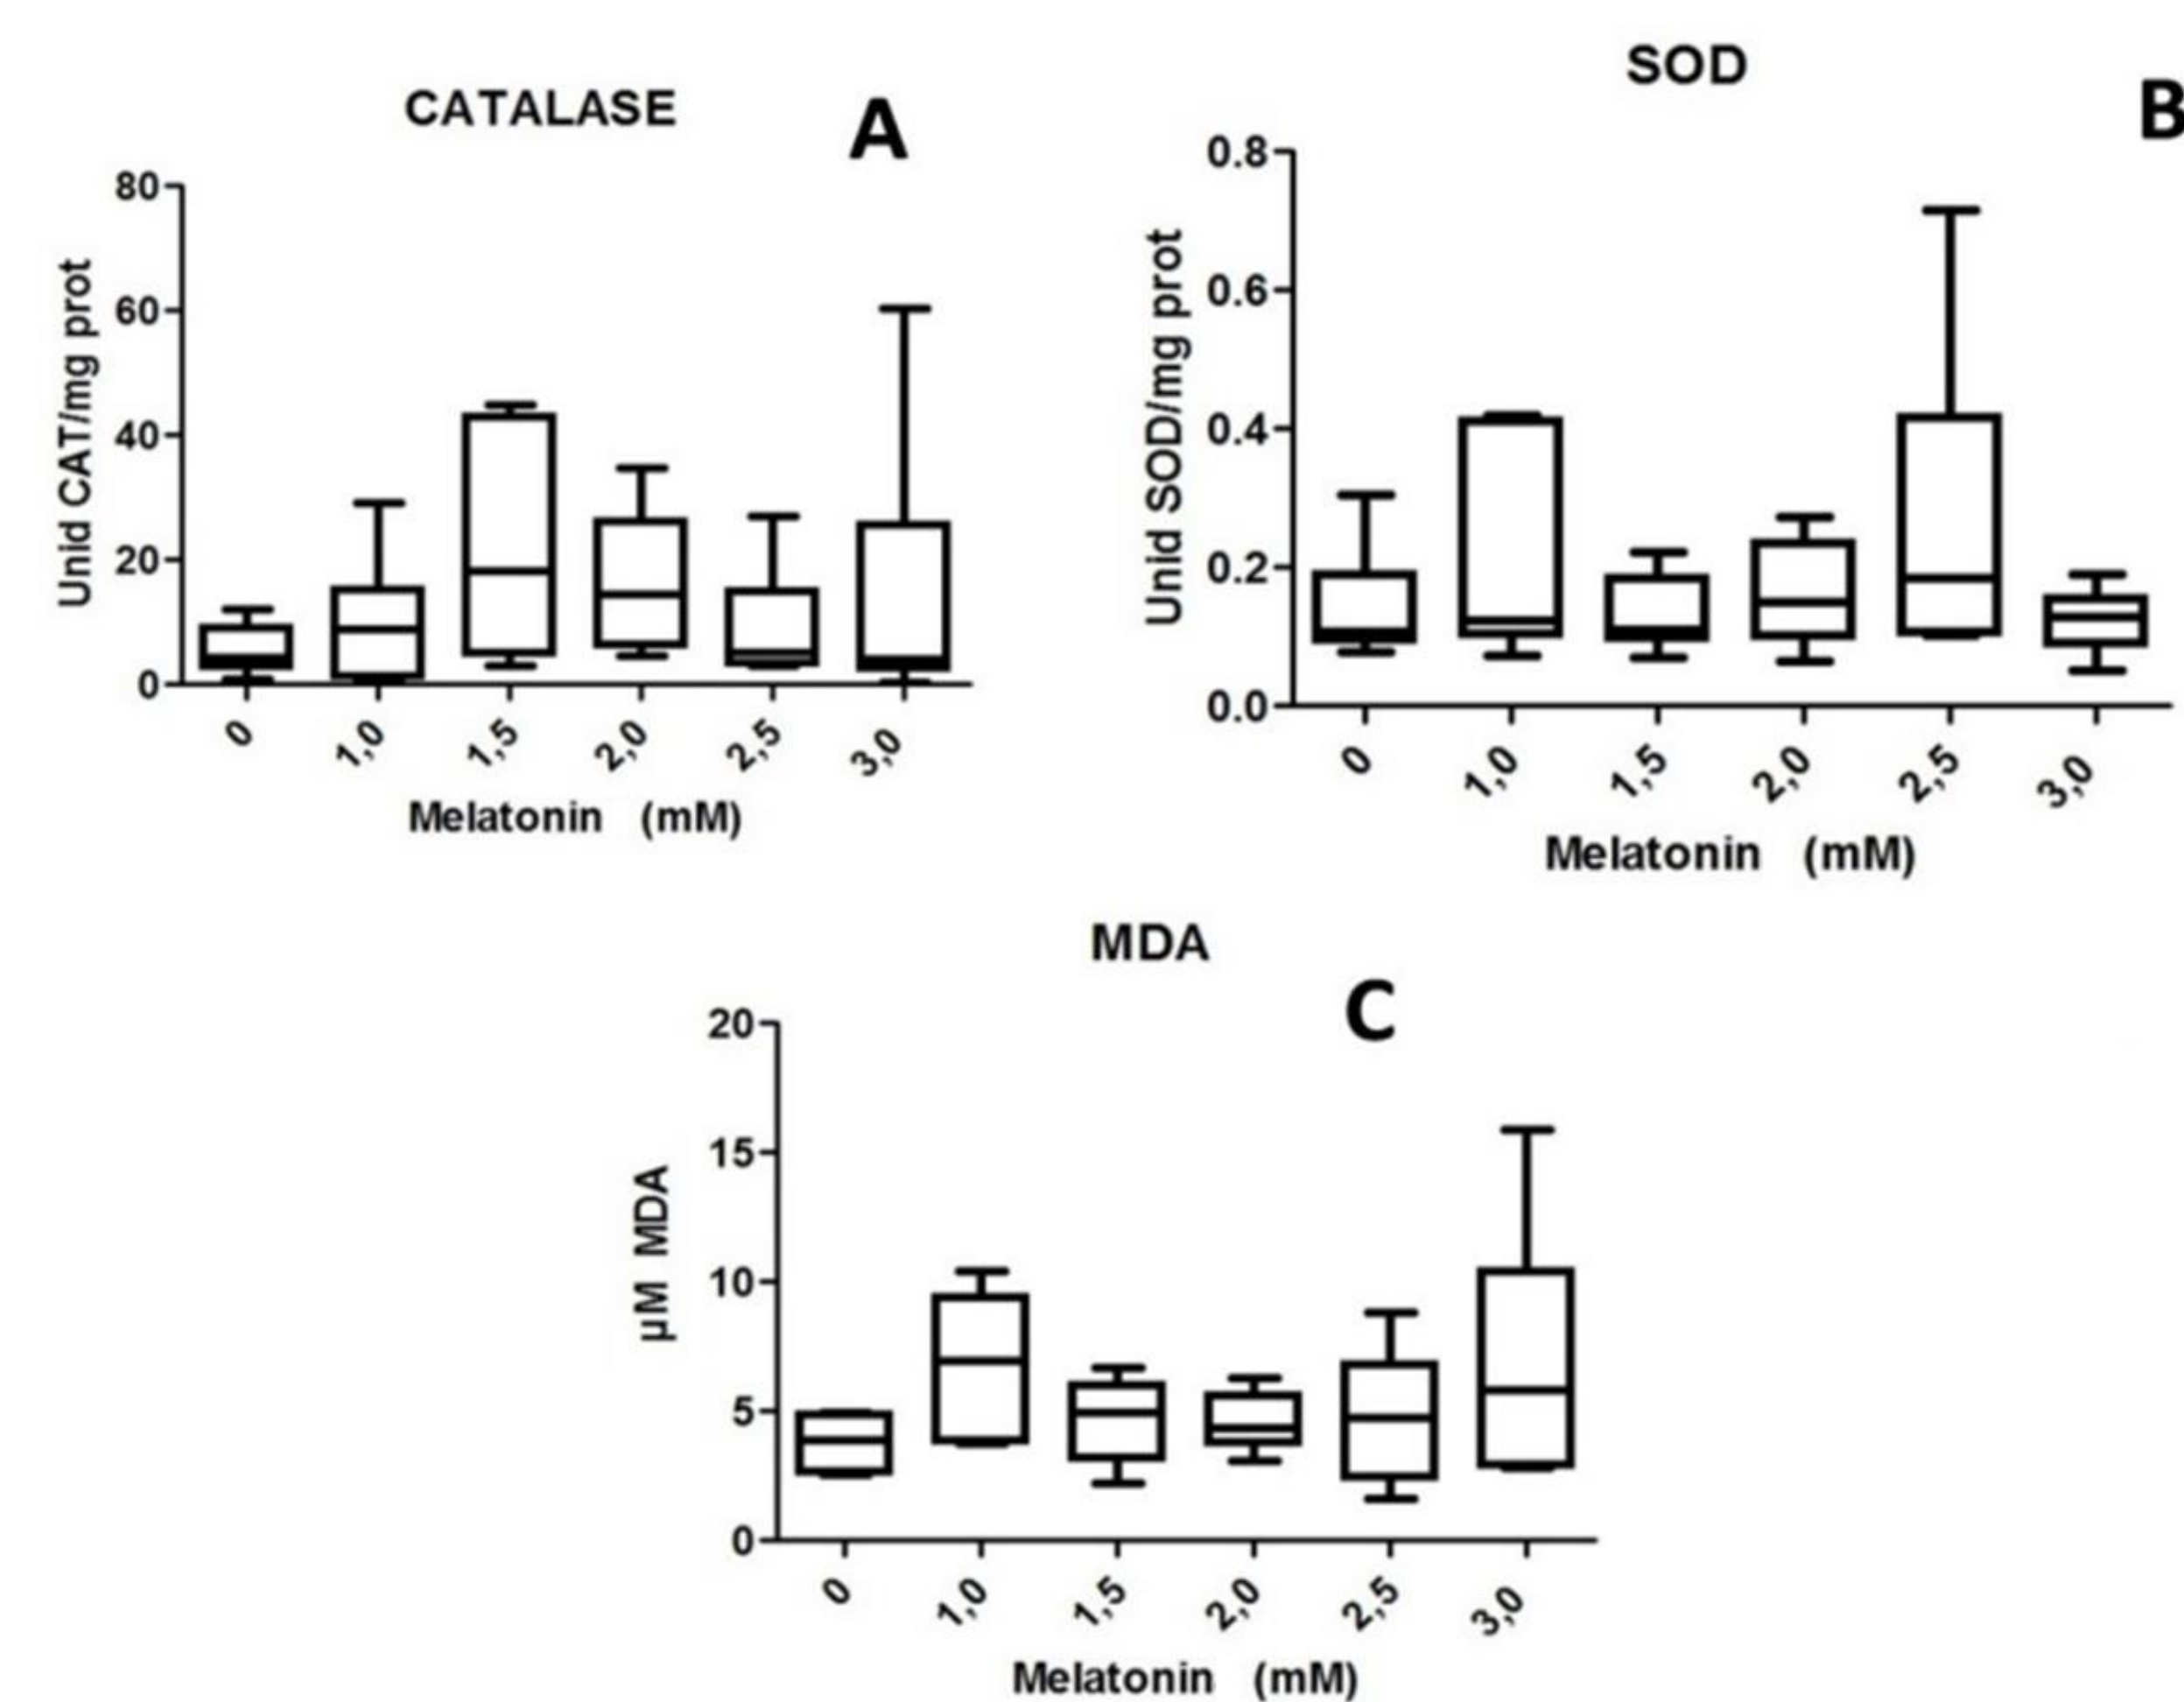 CATALASE
A
80
60
40
20
0
Unid CAT/mg prot
0
1,0
1,5
2,0
2,5
3,0
Melatonin (mM)
SOD
B
0.8
0.6
0.4
0.2
0.0
Unid SOD/mg prot
0
1,0
1,5
2,0
2,5
3,0
Melatonin (mM)
MDA
C
20
15
10
5
0
µM MDA
0
1,0
1,5
2,0
2,5
3,0
Melatonin (mM)